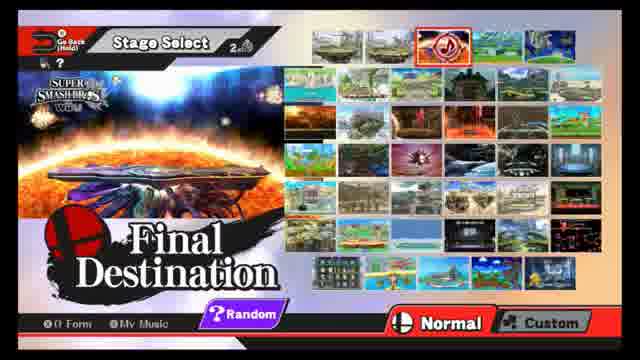 Go Back
(Hold)
Stage Select
2
?
SUPER
SMASH BROS
Wii U
Final
Destination
Form
My Music
? Random
Normal
Custom